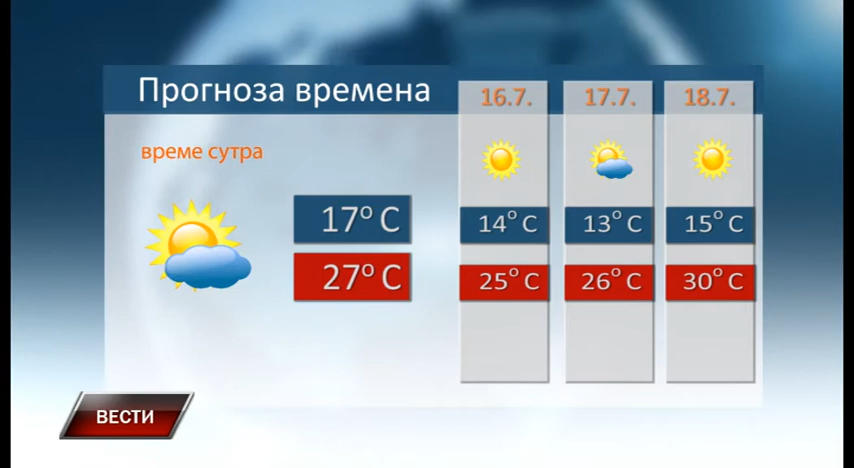 Прогноза времена
време сутра
17° C
27° C
16.7.
14° C
25° C
17.7.
13° C
26° C
18.7.
15° C
30° C
ВЕСТИ